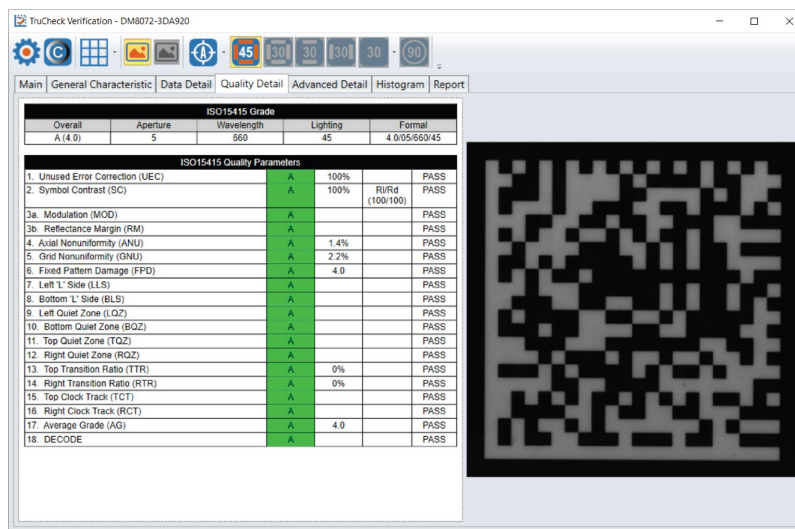 TruCheck Verification - DM8072-3DA920
45 30 30 30 30 90
Main General Characteristic Data Detail Quality Detail Advanced Detail Histogram Report
ISO15415 Grade
Overall Aperture Wavelength Lighting Formal
A (4.0) 5 660 45 4.0/05/660/45
ISO15415 Quality Parameters
1. Unused Error Correction (UEC) A 100% PASS
2. Symbol Contrast (SC) A 100% Rl/Rd PASS
(100/100)
3a. Modulation (MOD) A PASS
3b. Reflectance Margin (RM) A PASS
4. Axial Nonuniformity (ANU) A 1.4% PASS
5. Grid Nonuniformity (GNU) A 2.2% PASS
6. Fixed Pattern Damage (FPD) A 4.0 PASS
7. Left 'L' Side (LLS) A PASS
8. Bottom 'L' Side (BLS) A PASS
9. Left Quiet Zone (LQZ) A PASS
10. Bottom Quiet Zone (BQZ) A PASS
11. Top Quiet Zone (TQZ) A PASS
12. Right Quiet Zone (RQZ) A PASS
13. Top Transition Ratio (TTR) A 0% PASS
14. Right Transition Ratio (RTR) A 0% PASS
15. Top Clock Track (TCT) A PASS
16. Right Clock Track (RCT) A PASS
17. Average Grade (AG) A 4.0 PASS
18. DECODE A PASS